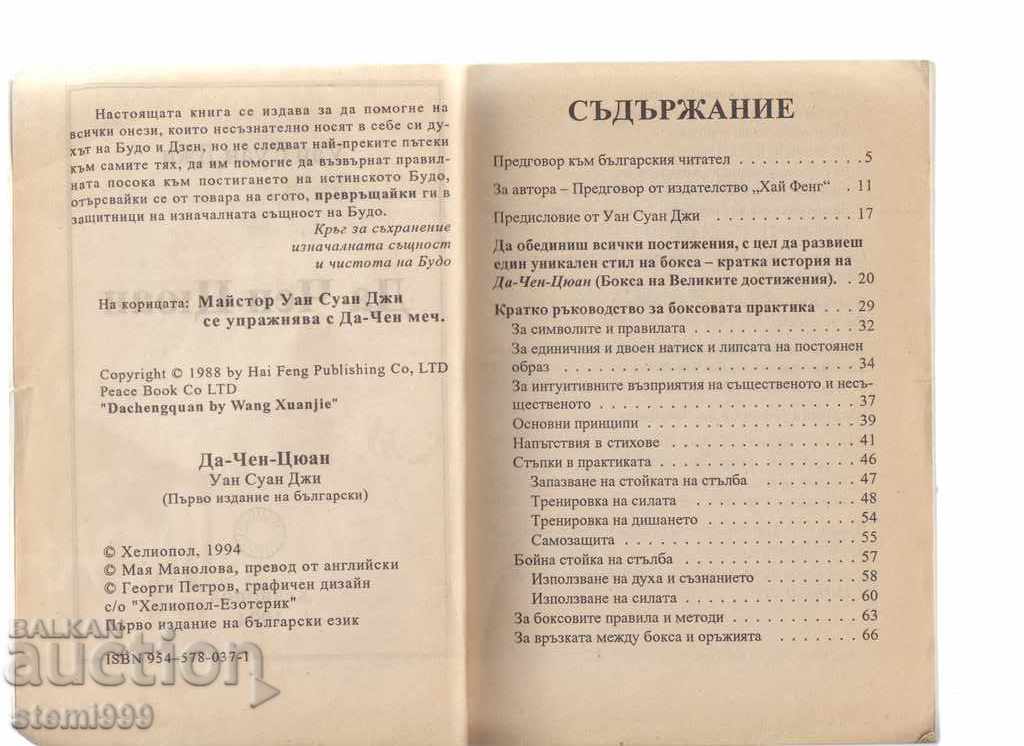 Настоящата книга се издава за да помогне на
всички онези, които несъзнателно носят в себе си ду-
хът на Будо и Дзен, но не следват най-преките пътеки
към самите тях, да им помогне да възвърнат правил-
ната посока към постигането на истинското Будо,
отърсвайки се от товара на егото, превръщайки ги в
защитници на изначалната същност на Будо.
Кръг за съхранение
изначалната същност
и чистота на Будо
На корицата: Майстор Уан Суан Джи
се упражнява с Да-Чен меч.
Copyright © 1988 by Hai Feng Publishing Co, LTD
Peace Book Co LTD
"Dachengquan by Wang Xuanjie"
Да-Чен-Цюан
Уан Суан Джи
(Първо издание на български)
© Хелиопол, 1994
© Мая Манолова, превод от английски
© Георги Петров, графичен дизайн
c/o "Хелиопол-Езотерик"
Първо издание на български език
ISBN 954-578-037-1
СЪДЪРЖАНИЕ
Предговор към българския читател . . . . . . . . . . . 5
За автора – Предговор от издателство „Хай Фенг“ . 11
Предисловие от Уан Суан Джи . . . . . . . . . . . . 17
Да обединиш всички постижения, с цел да развиеш
един уникален стил на бокса – кратка история на
Да-Чен-Цюан (Бокса на Великите достижения). . 20
Кратко ръководство за боксовата практика . . . 29
За символите и правилата . . . . . . . . . . . . . . 32
За единичния и двоен натиск и липсата на постоянен
образ . . . . . . . . . . . . . . . . . . . . . . . . . 34
За интуитивните възприятия на същественото и несъ-
щественото . . . . . . . . . . . . . . . . . . . . . . 37
Основни принципи . . . . . . . . . . . . . . . . . . 39
Напътствия в стихове . . . . . . . . . . . . . . . . 41
Стъпки в практиката . . . . . . . . . . . . . . . . . 46
Запазване на стойката на стълба . . . . . . . . . 47
Тренировка на силата . . . . . . . . . . . . . . . 48
Тренировка на дишането . . . . . . . . . . . . . 54
Самозащита . . . . . . . . . . . . . . . . . . . . 55
Бойна стойка на стълба . . . . . . . . . . . . . . . 57
Използване на духа и съзнанието . . . . . . . . . 58
Използване на силата . . . . . . . . . . . . . . . 60
За боксовите правила и методи . . . . . . . . . . . 63
За връзката между бокса и оръжията . . . . . . . . 66
BALKAN
auction
stemi999